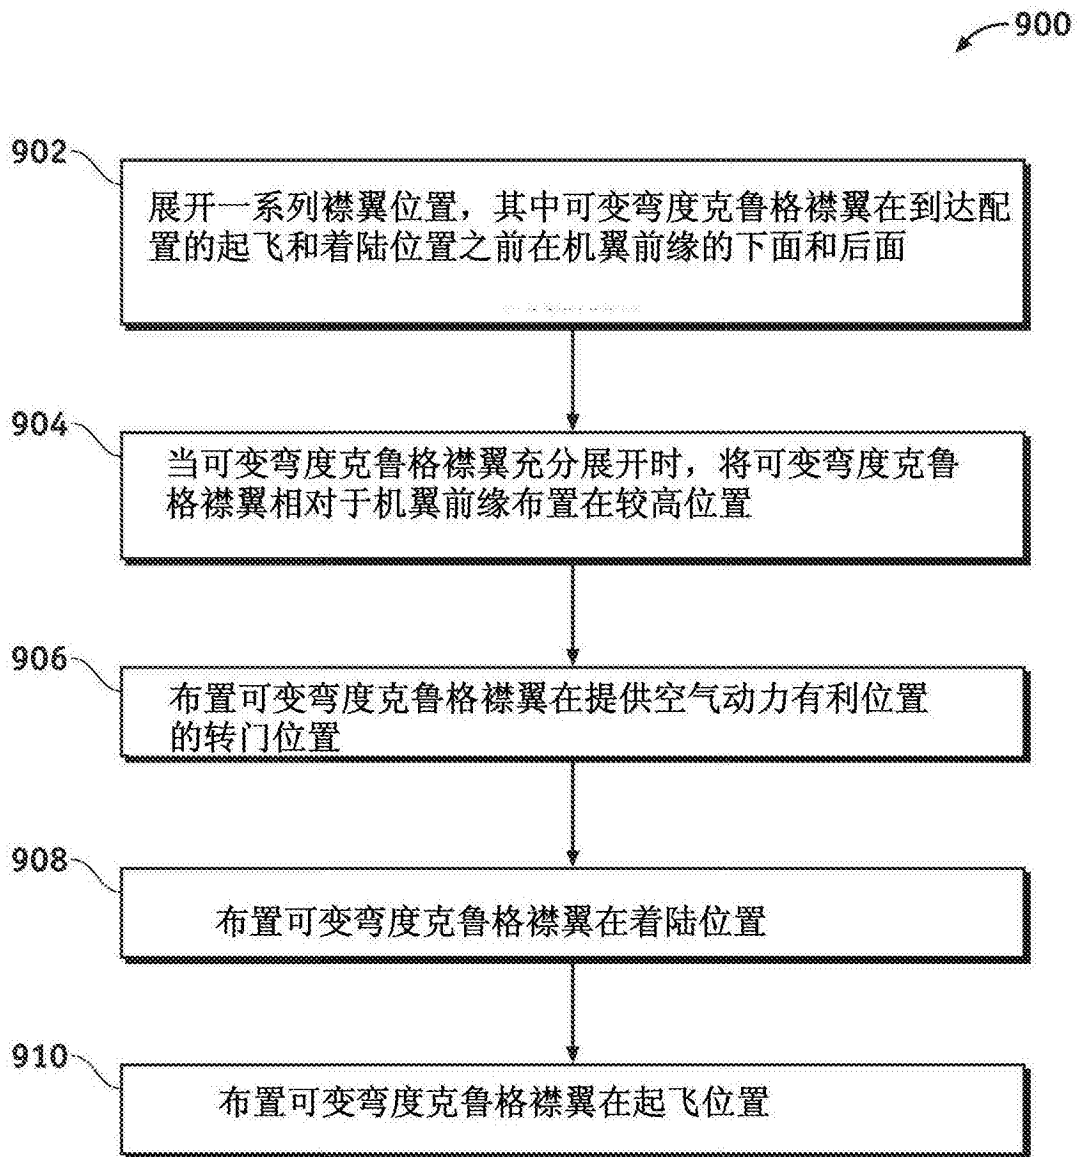 900
902
展开一系列襟翼位置，其中可变弯度克鲁格襟翼在到达配
置的起飞和着陆位置之前在机翼前缘的下面和后面
904
当可变弯度克鲁格襟翼充分展开时，将可变弯度克鲁
格襟翼相对于机翼前缘布置在较高位置
906
布置可变弯度克鲁格襟翼在提供空气动力有利位置
的转门位置
908
布置可变弯度克鲁格襟翼在着陆位置
910
布置可变弯度克鲁格襟翼在起飞位置